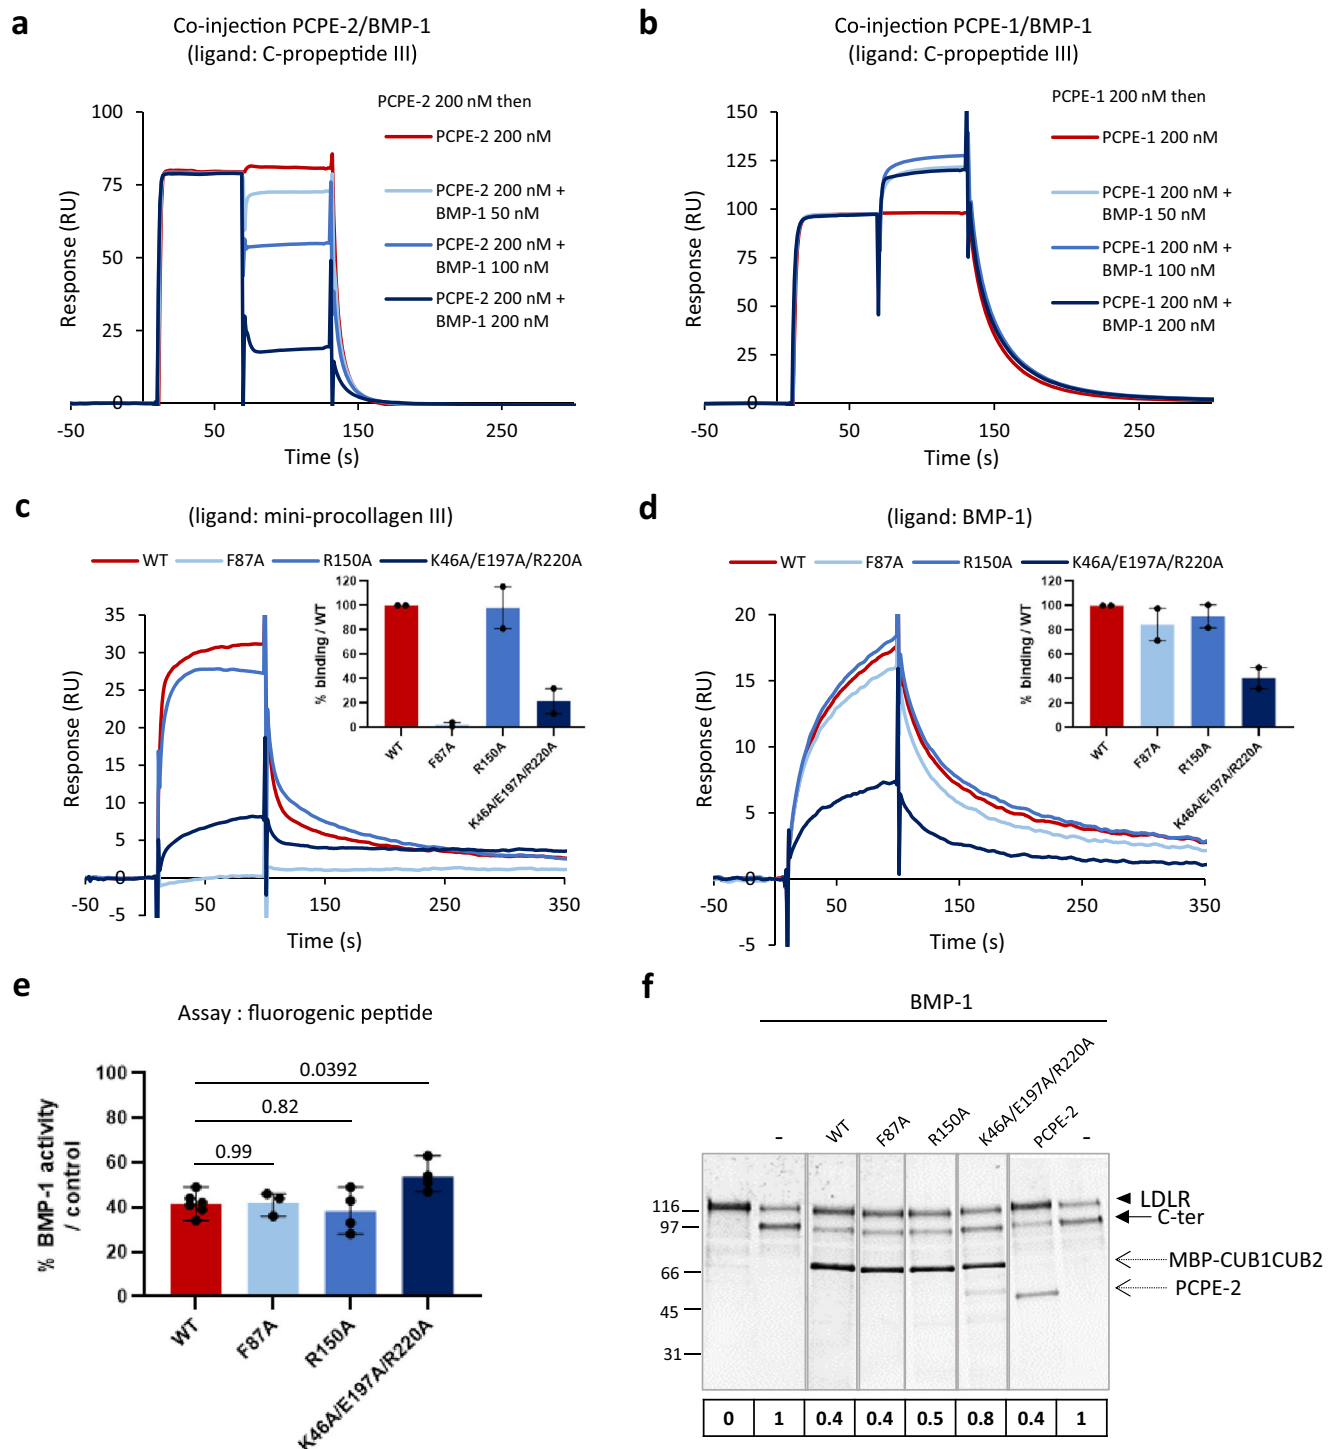 a
Co-injection PCPE-2/BMP-1
(ligand: C-propeptide III)
PCPE-2 200 nM then
PCPE-2 200 nM
PCPE-2 200 nM +
BMP-1 50 nM
PCPE-2 200 nM +
BMP-1 100 nM
PCPE-2 200 nM +
BMP-1 200 nM
Response (RU)
100
75
50
25
0
-50
50
150
250
Time (s)
b
Co-injection PCPE-1/BMP-1
(ligand: C-propeptide III)
PCPE-1 200 nM then
PCPE-1 200 nM
PCPE-1 200 nM +
BMP-1 50 nM
PCPE-1 200 nM +
BMP-1 100 nM
PCPE-1 200 nM +
BMP-1 200 nM
Response (RU)
150
125
100
75
50
25
0
-50
50
150
250
Time (s)
c
(ligand: mini-procollagen III)
WT F87A R150A K46A/E197A/R220A
Response (RU)
35
30
25
20
15
10
5
0
-5
-50
50
150
250
350
Time (s)
% binding / WT
120
100
80
60
40
20
0
WT
F87A
R150A
K46A/E197A/R220A
d
(ligand: BMP-1)
WT F87A R150A K46A/E197A/R220A
Response (RU)
20
15
10
5
0
-5
-50
50
150
250
350
Time (s)
% binding / WT
120
100
80
60
40
20
0
WT
F87A
R150A
K46A/E197A/R220A
e
Assay : fluorogenic peptide
% BMP-1 activity
/ control
100
80
60
40
20
0
0.0392
0.82
0.99
WT
F87A
R150A
K46A/E197A/R220A
f
BMP-1
-
WT
F87A
R150A
K46A/E197A/R220A
PCPE-2
-
116
97
66
45
31
LDLR
C-ter
MBP-CUB1CUB2
PCPE-2
0 1 0.4 0.4 0.5 0.8 0.4 1